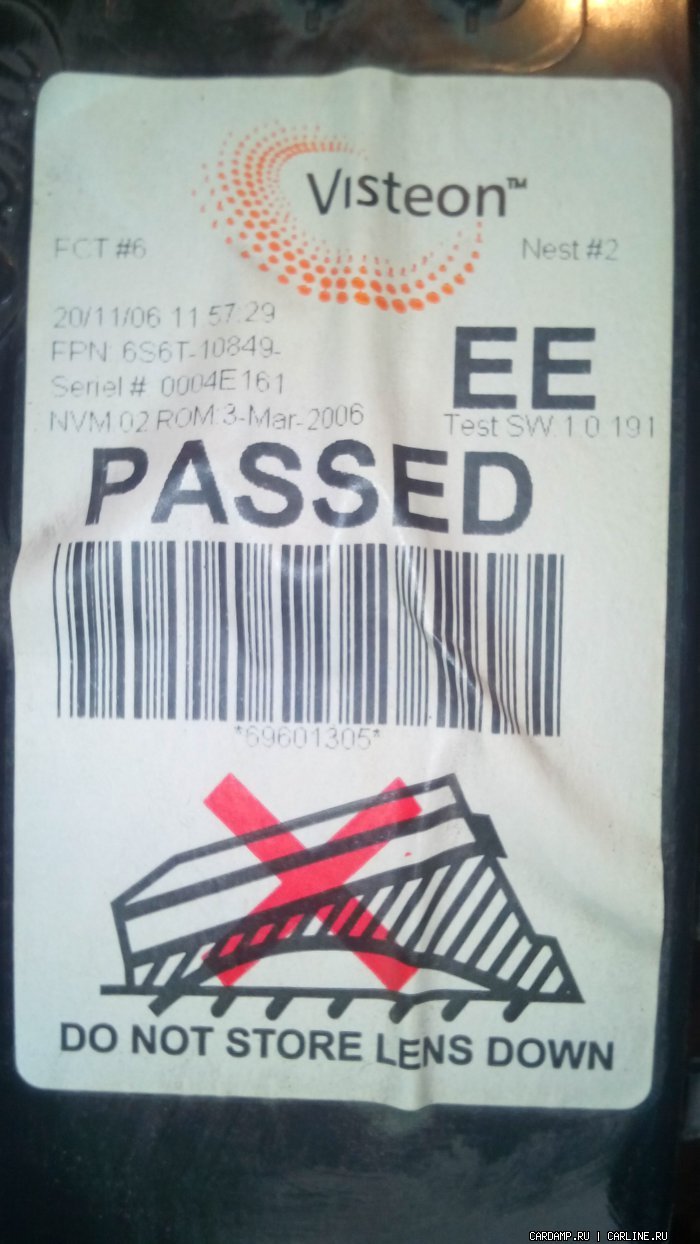 Visteon™
FCT #6
Nest #2
20/11/06 11:57:29
FPN: 6S6T-10849-
EE
Seriel # 0004E161
NVM:02 ROM:3-Mar-2006
Test SW:1.0.191
PASSED
*69601305*
DO NOT STORE LENS DOWN
CARDAMP.RU | CARLINE.RU